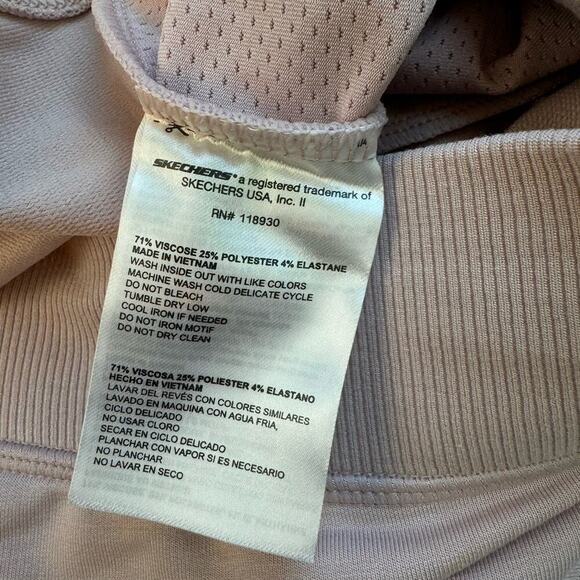 SKECHERS® a registered trademark of
SKECHERS USA, Inc. II
RN# 118930
71% VISCOSE 25% POLYESTER 4% ELASTANE
MADE IN VIETNAM
WASH INSIDE OUT WITH LIKE COLORS
MACHINE WASH COLD DELICATE CYCLE
DO NOT BLEACH
TUMBLE DRY LOW
COOL IRON IF NEEDED
DO NOT IRON MOTIF
DO NOT DRY CLEAN
71% VISCOSA 25% POLIESTER 4% ELASTANO
HECHO EN VIETNAM
LAVAR DEL REVÉS CON COLORES SIMILARES
LAVADO EN MAQUINA CON AGUA FRIA,
CICLO DELICADO
NO USAR CLORO
SECAR EN CICLO DELICADO
PLANCHAR CON VAPOR SI ES NECESARIO
NO PLANCHAR
NO LAVAR EN SECO